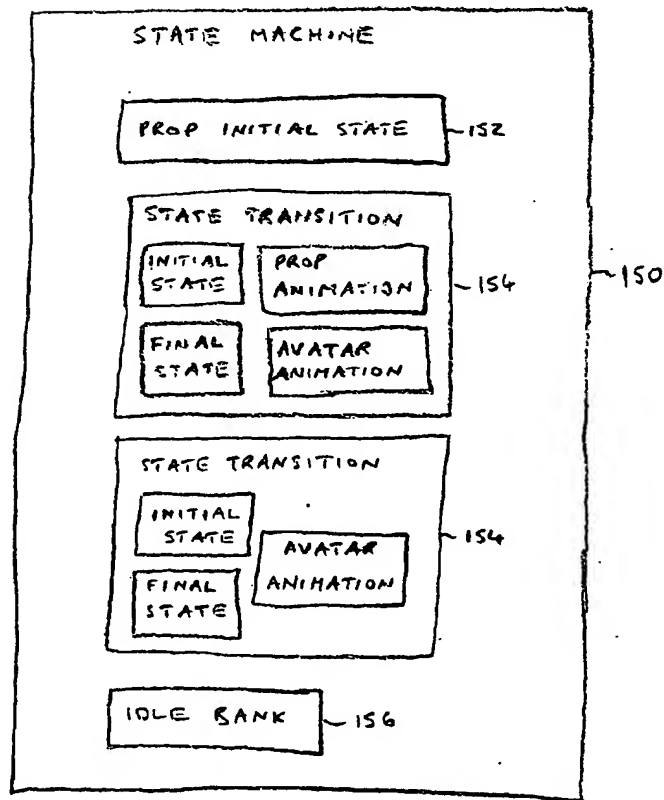 STATE MACHINE
PROP INITIAL STATE
152
STATE TRANSITION
INITIAL
STATE
PROP
ANIMATION
154
150
FINAL
STATE
AVATAR
ANIMATION
STATE TRANSITION
INITIAL
STATE
AVATAR
ANIMATION
154
FINAL
STATE
IDLE BANK
156